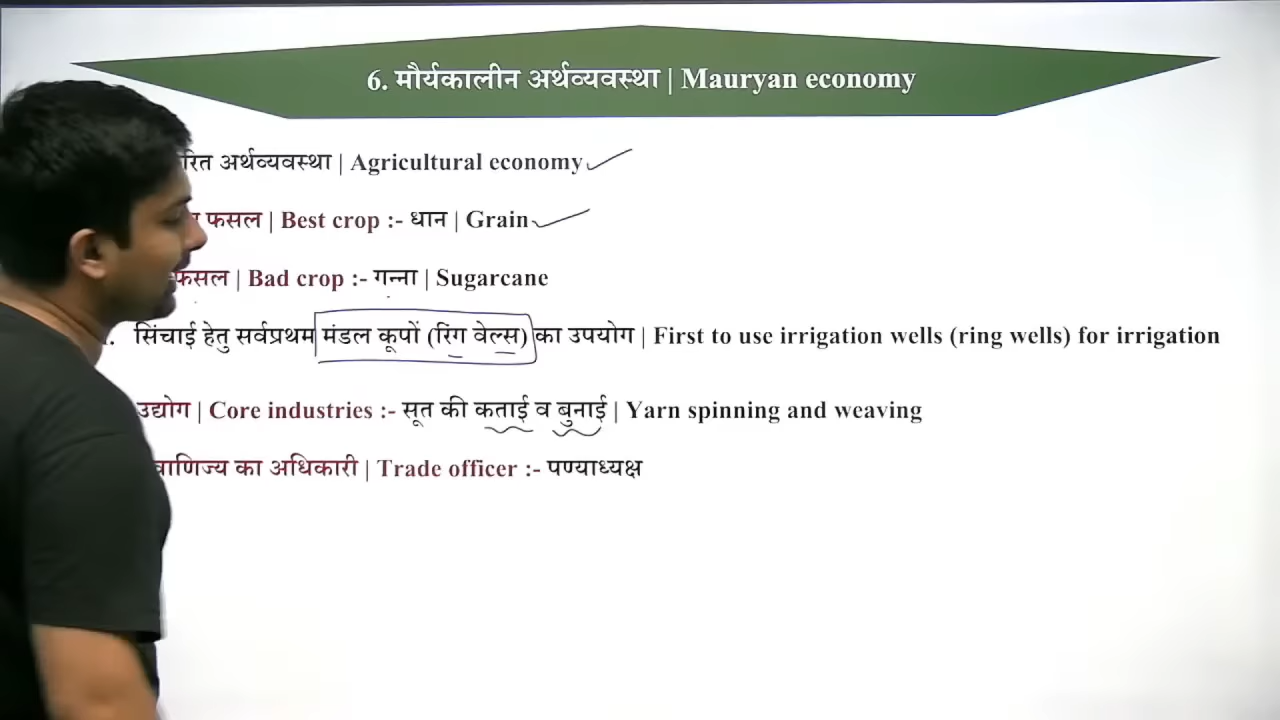 6. मौर्यकालीन अर्थव्यवस्था | Mauryan economy
अर्थव्यवस्था | Agricultural economy
फसल | Best crop :- धान | Grain
फसल | Bad crop :- गन्ना | Sugarcane
सिंचाई हेतु सर्वप्रथम मंडल कूपों (रिंग वेल्स) का उपयोग | First to use irrigation wells (ring wells) for irrigation
उद्योग | Core industries :- सूत की कताई व बुनाई | Yarn spinning and weaving
वाणिज्य का अधिकारी | Trade officer :- पण्याध्यक्ष